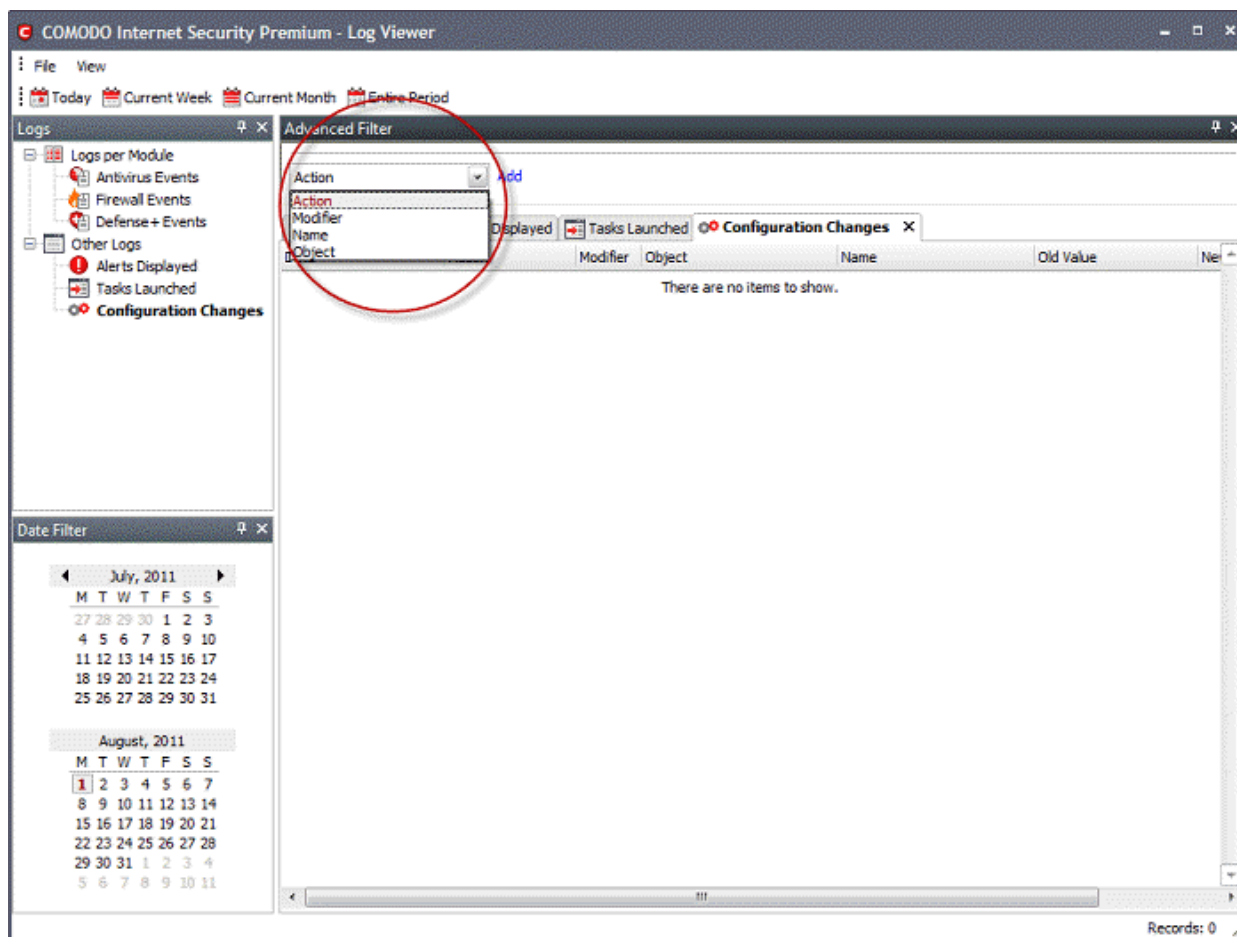 COMODO Internet Security Premium - Log Viewer
File View
Today Current Week Current Month Entire Period
Logs
Logs per Module
Antivirus Events
Firewall Events
Defense+ Events
Other Logs
Alerts Displayed
Tasks Launched
Configuration Changes
Advanced Filter
Action Add
Action
Modifier
Name
Object
Displayed Tasks Launched Configuration Changes
Modifier Object Name Old Value
There are no items to show.
Date Filter
July, 2011
M T W T F S S
27 28 29 30 1 2 3
4 5 6 7 8 9 10
11 12 13 14 15 16 17
18 19 20 21 22 23 24
25 26 27 28 29 30 31
August, 2011
M T W T F S S
1 2 3 4 5 6 7
8 9 10 11 12 13 14
15 16 17 18 19 20 21
22 23 24 25 26 27 28
29 30 31 1 2 3 4
5 6 7 8 9 10 11
Records: 0